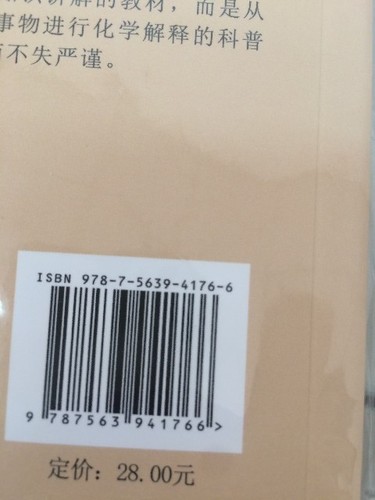 讲解的教材，而是从
事物进行化学解释的科普
而不失严谨。
ISBN 978-7-5639-4176-6
9 787563 941766 >
定价：28.00元